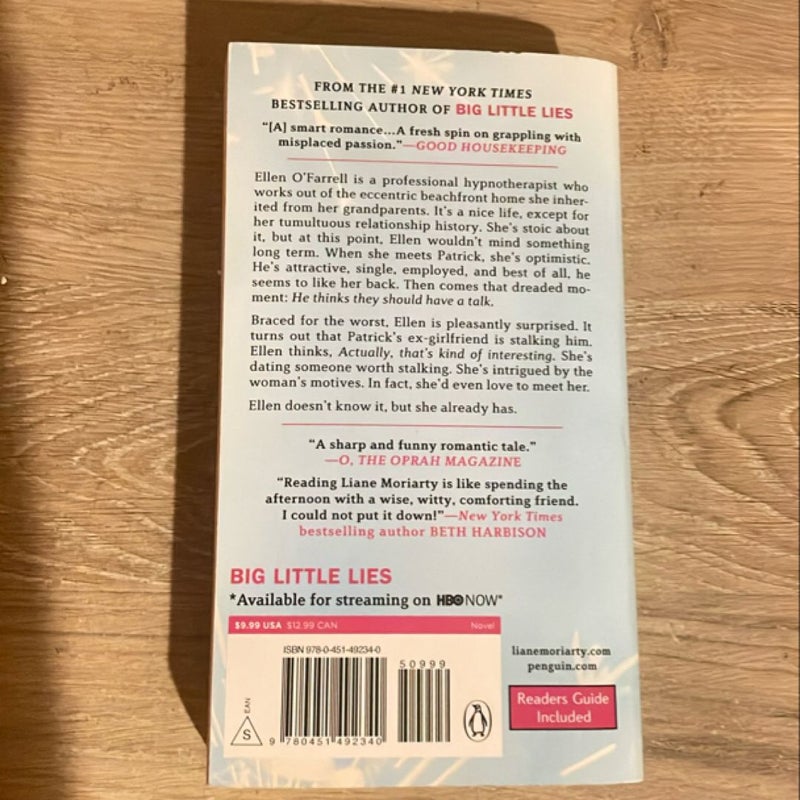 FROM THE #1 NEW YORK TIMES
BESTSELLING AUTHOR OF BIG LITTLE LIES
“[A] smart romance...A fresh spin on grappling with
misplaced passion.”—GOOD HOUSEKEEPING
Ellen O’Farrell is a professional hypnotherapist who
works out of the eccentric beachfront home she inher-
ited from her grandparents. It’s a nice life, except for
her tumultuous relationship history. She’s stoic about
it, but at this point, Ellen wouldn’t mind something
long term. When she meets Patrick, she’s optimistic.
He’s attractive, single, employed, and best of all, he
seems to like her back. Then comes that dreaded mo-
ment: He thinks they should have a talk.
Braced for the worst, Ellen is pleasantly surprised. It
turns out that Patrick’s ex-girlfriend is stalking him.
Ellen thinks, Actually, that’s kind of interesting. She’s
dating someone worth stalking. She’s intrigued by the
woman’s motives. In fact, she’d even love to meet her.
Ellen doesn’t know it, but she already has.
“A sharp and funny romantic tale.”
—O, THE OPRAH MAGAZINE
“Reading Liane Moriarty is like spending the
afternoon with a wise, witty, comforting friend.
I could not put it down!”—New York Times
bestselling author BETH HARBISON
BIG LITTLE LIES
*Available for streaming on HBO NOW*
$9.99 USA $12.99 CAN Novel
ISBN 978-0-451-49234-0
50999
EAN
S
9 780451 492340
lianemoriarty.com
penguin.com
Readers Guide
Included